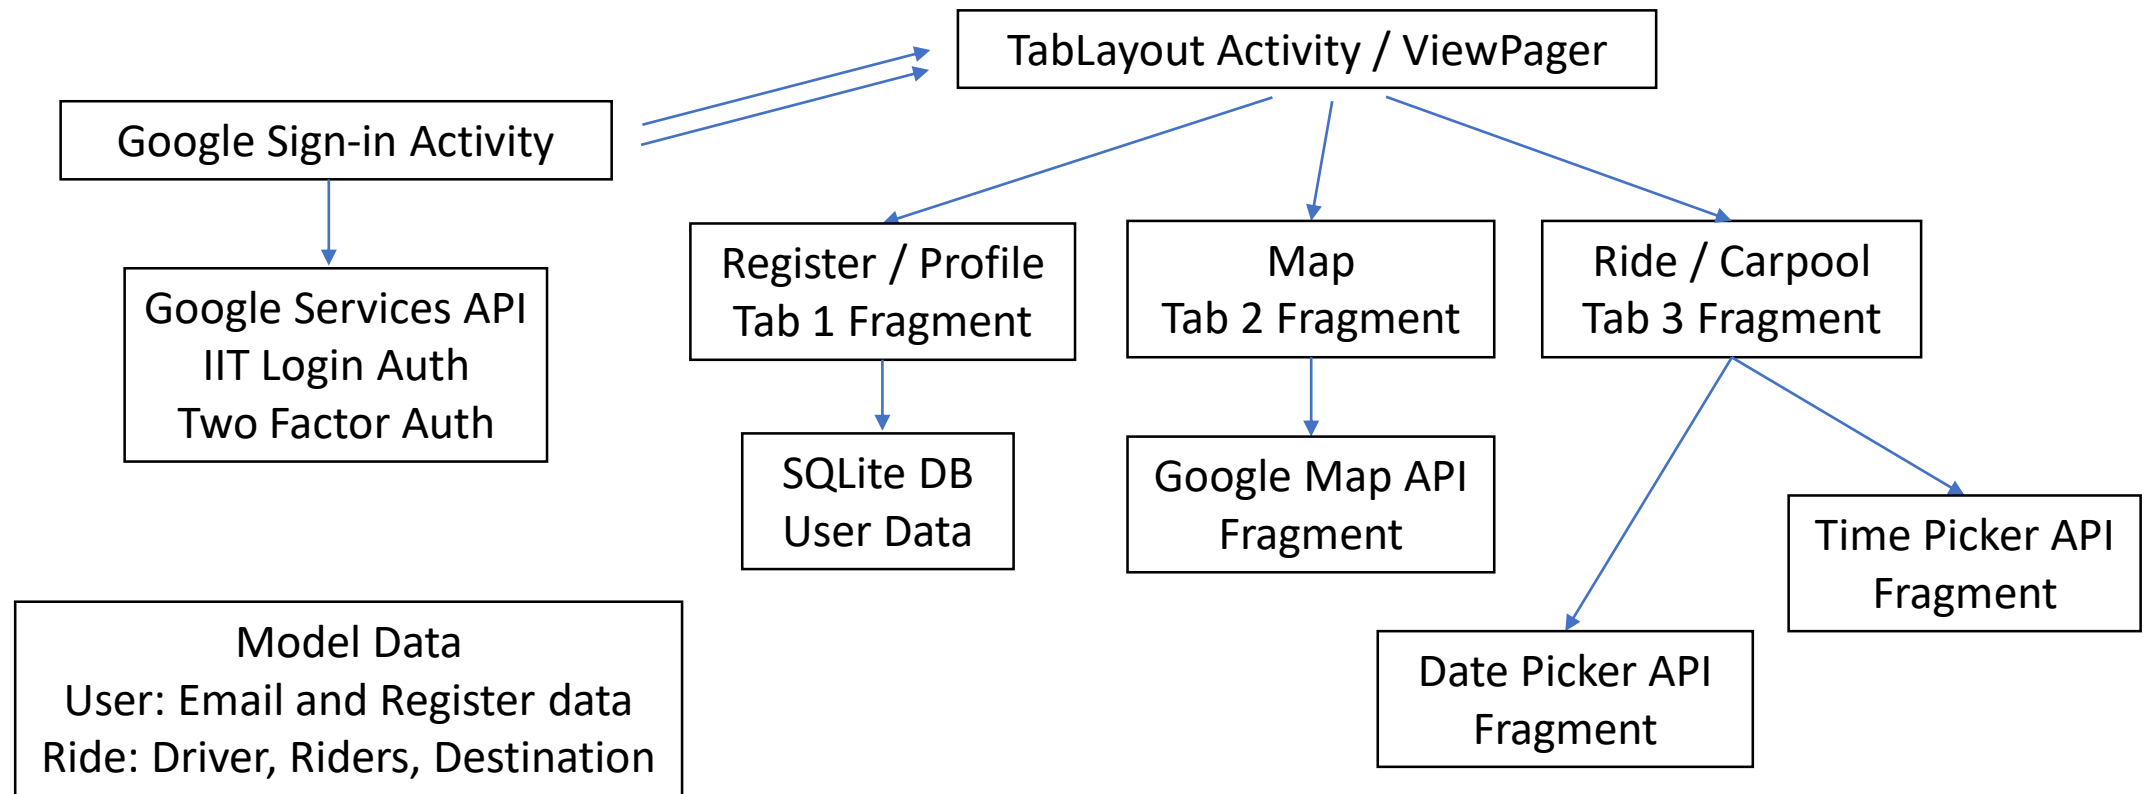 TabLayout Activity / ViewPager
Google Sign-in Activity
Google Services API
IIT Login Auth
Two Factor Auth
Register / Profile
Tab 1 Fragment
Map
Tab 2 Fragment
Ride / Carpool
Tab 3 Fragment
SQLite DB
User Data
Google Map API
Fragment
Time Picker API
Fragment
Date Picker API
Fragment
Model Data
User: Email and Register data
Ride: Driver, Riders, Destination